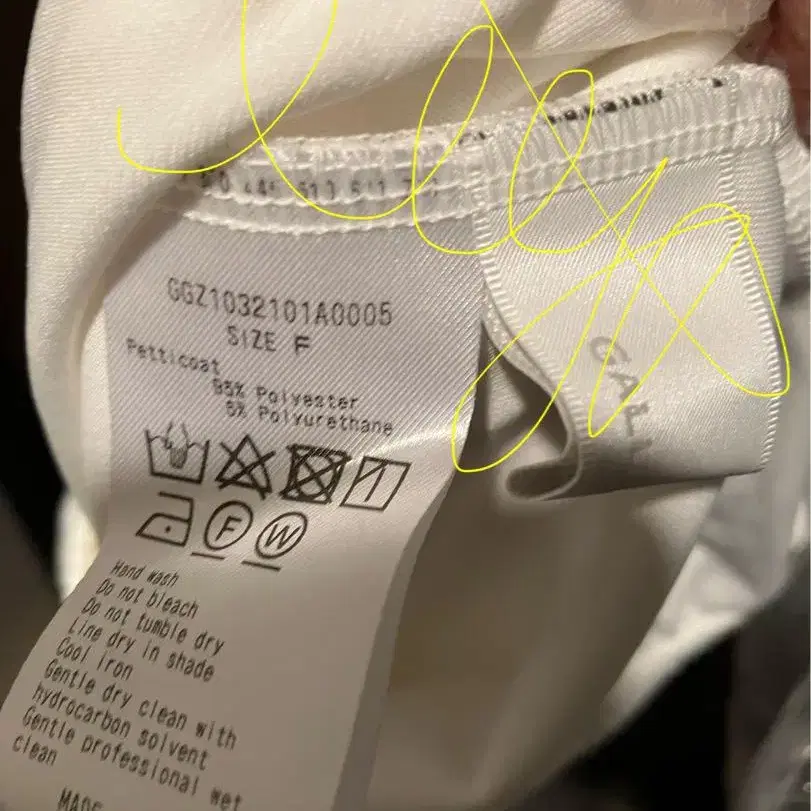 GGZ1032101A0005
SIZE F
Petticoat
95% Polyester
5% Polyurethane
F W
Hand wash
Do not bleach
Do not tumble dry
Line dry in shade
Cool iron
Gentle dry clean with
hydrocarbon solvent
Gentle professional wet
clean
MADE